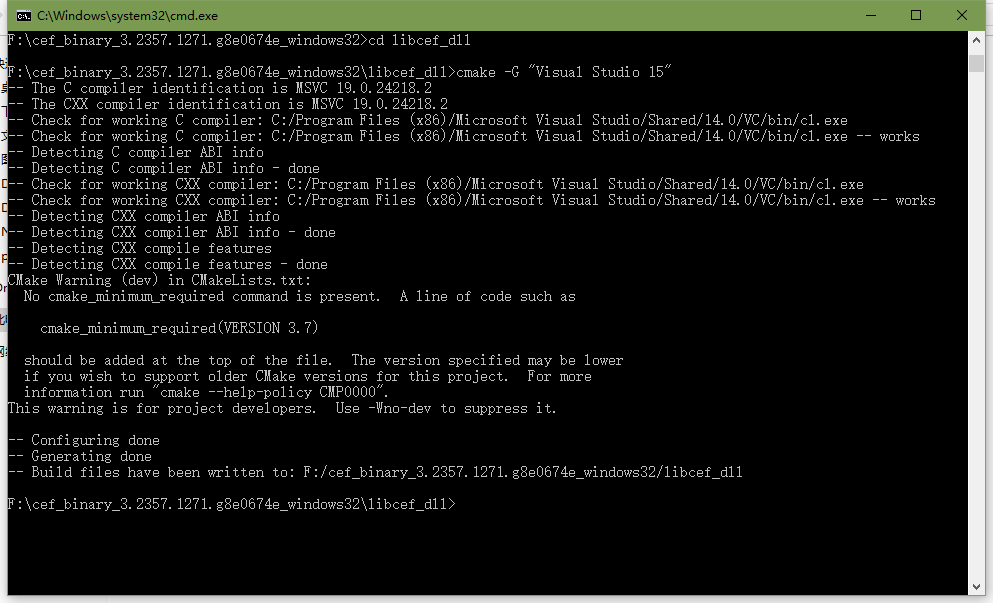 C:\Windows\system32\cmd.exe
F:\cef_binary_3.2357.1271.g8e0674e_windows32>cd libcef_dll
F:\cef_binary_3.2357.1271.g8e0674e_windows32\libcef_dll>cmake -G "Visual Studio 15"
-- The C compiler identification is MSVC 19.0.24218.2
-- The CXX compiler identification is MSVC 19.0.24218.2
-- Check for working C compiler: C:/Program Files (x86)/Microsoft Visual Studio/Shared/14.0/VC/bin/cl.exe
-- Check for working C compiler: C:/Program Files (x86)/Microsoft Visual Studio/Shared/14.0/VC/bin/cl.exe -- works
-- Detecting C compiler ABI info
-- Detecting C compiler ABI info - done
-- Check for working CXX compiler: C:/Program Files (x86)/Microsoft Visual Studio/Shared/14.0/VC/bin/cl.exe
-- Check for working CXX compiler: C:/Program Files (x86)/Microsoft Visual Studio/Shared/14.0/VC/bin/cl.exe -- works
-- Detecting CXX compiler ABI info
-- Detecting CXX compiler ABI info - done
-- Detecting CXX compile features
-- Detecting CXX compile features - done
CMake Warning (dev) in CMakeLists.txt:
No cmake_minimum_required command is present.  A line of code such as
cmake_minimum_required(VERSION 3.7)
should be added at the top of the file.  The version specified may be lower
if you wish to support older CMake versions for this project.  For more
information run "cmake --help-policy CMP0000".
This warning is for project developers.  Use -Wno-dev to suppress it.
-- Configuring done
-- Generating done
-- Build files have been written to: F:/cef_binary_3.2357.1271.g8e0674e_windows32/libcef_dll
F:\cef_binary_3.2357.1271.g8e0674e_windows32\libcef_dll>